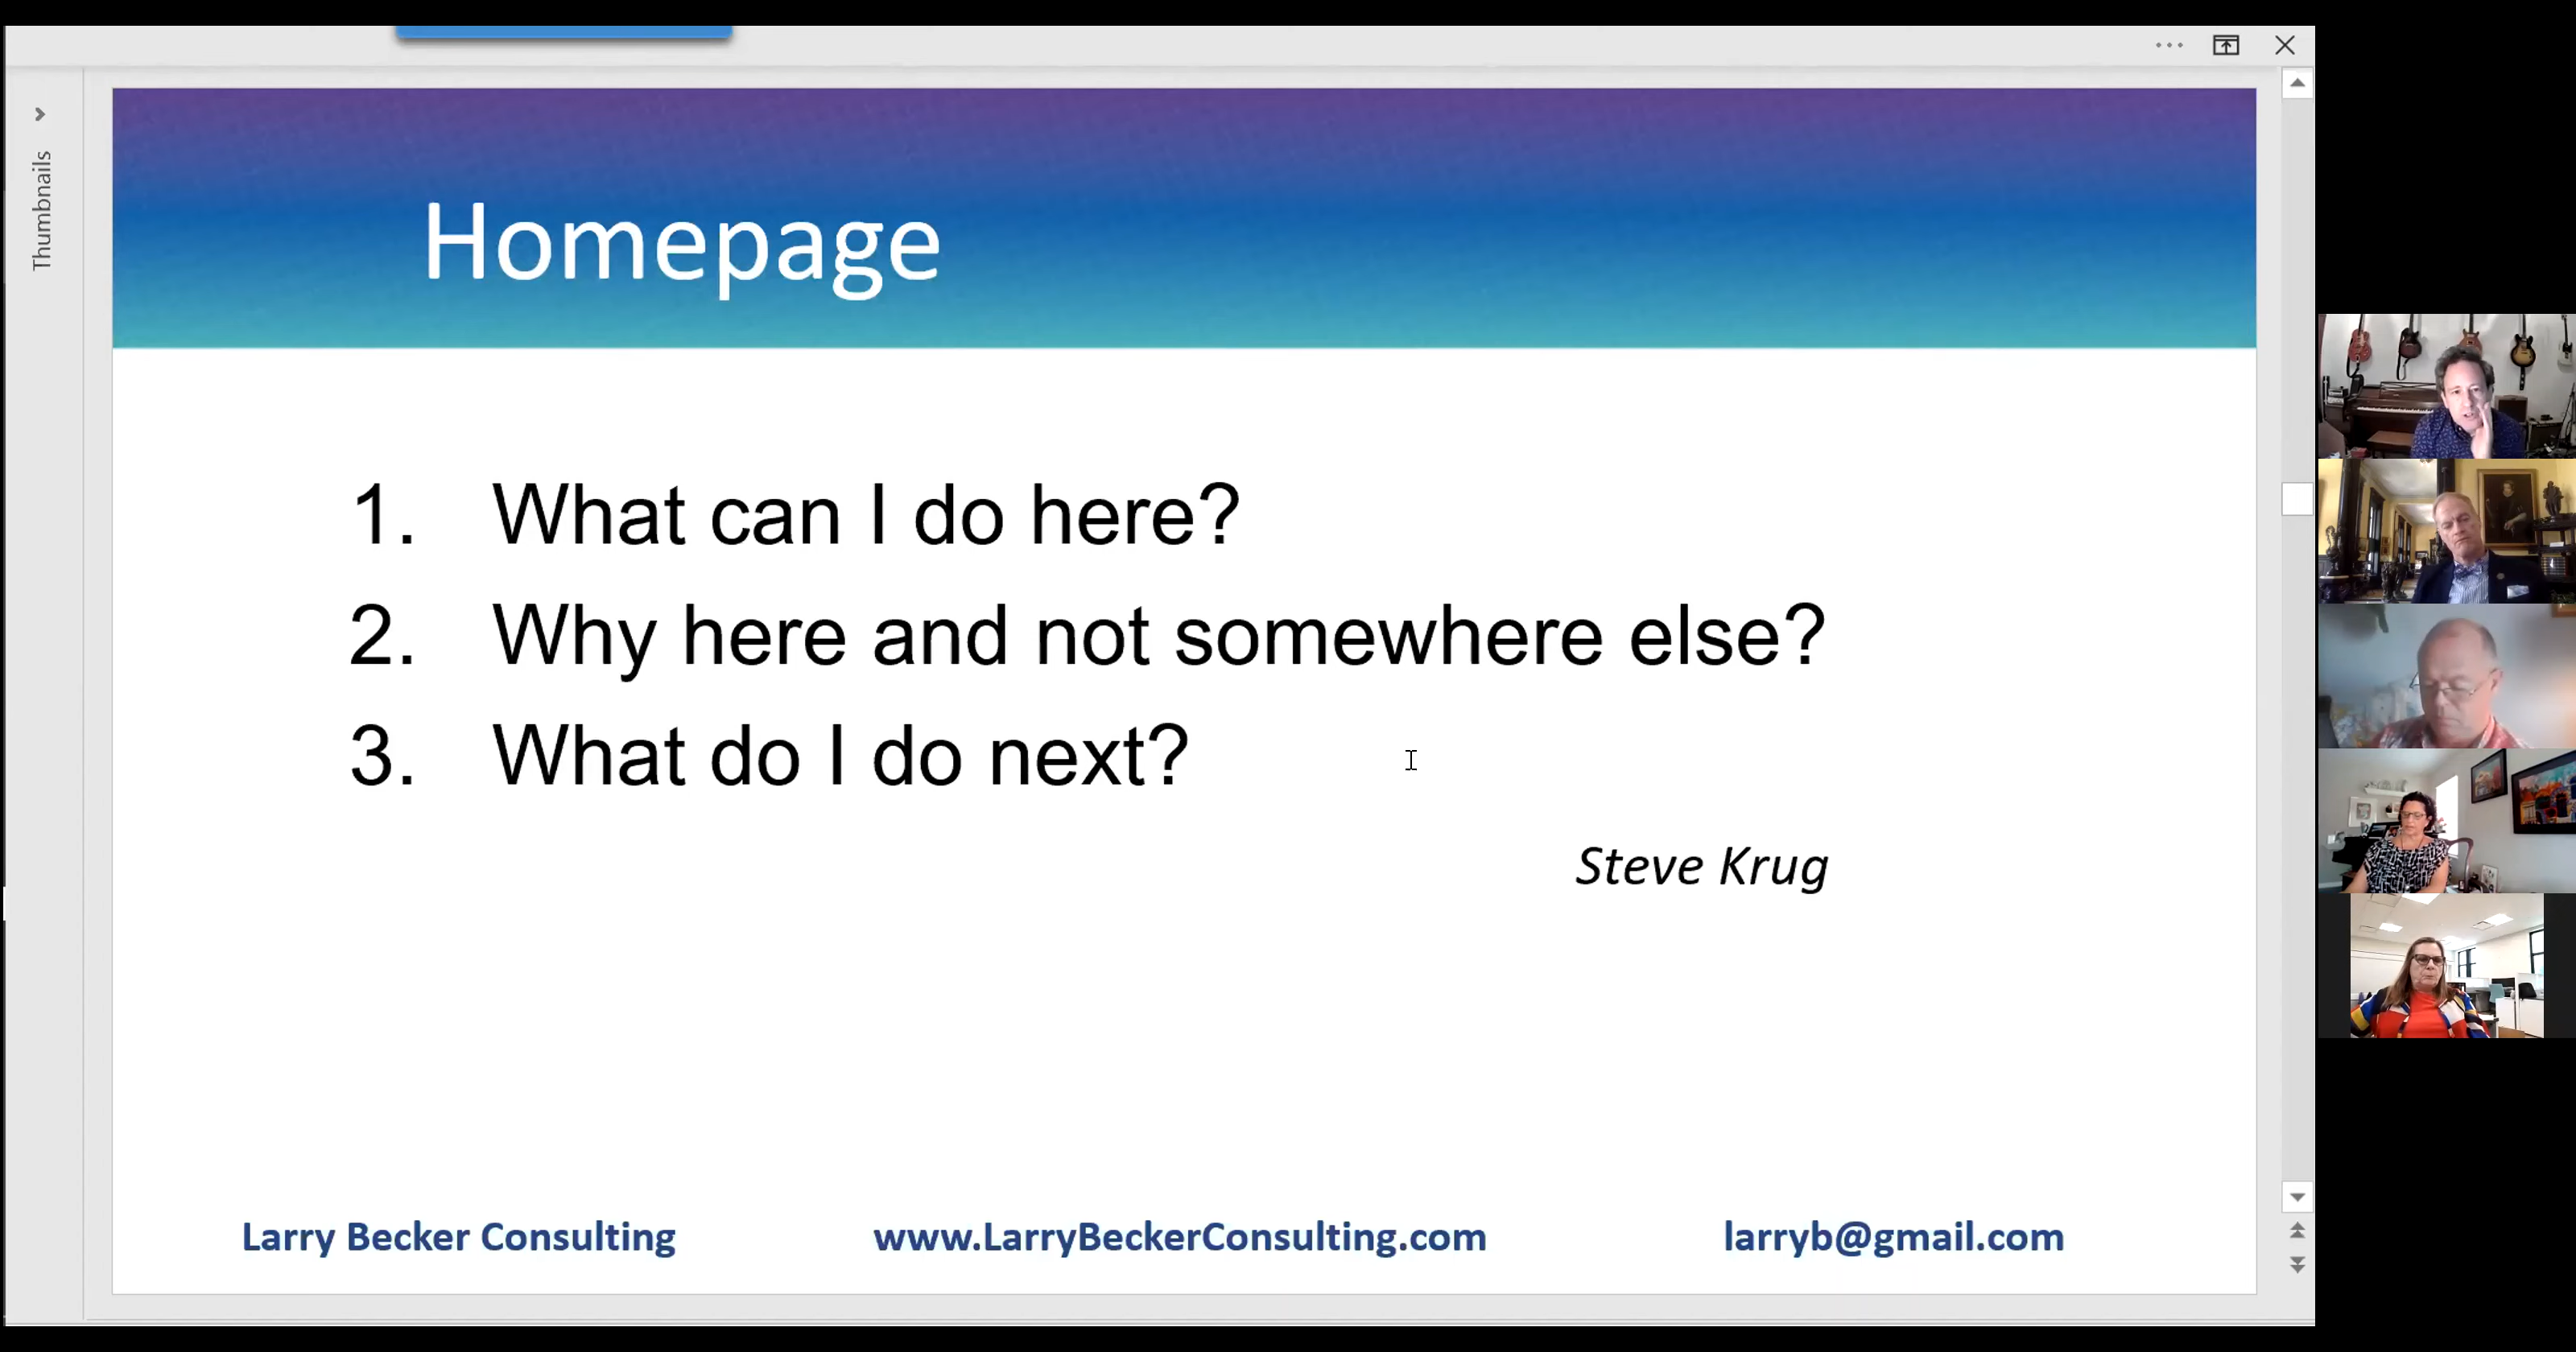 Thumbnails
Homepage
1. What can I do here?
2. Why here and not somewhere else?
3. What do I do next?
Steve Krug
Larry Becker Consulting
www.LarryBeckerConsulting.com
larryb@gmail.com